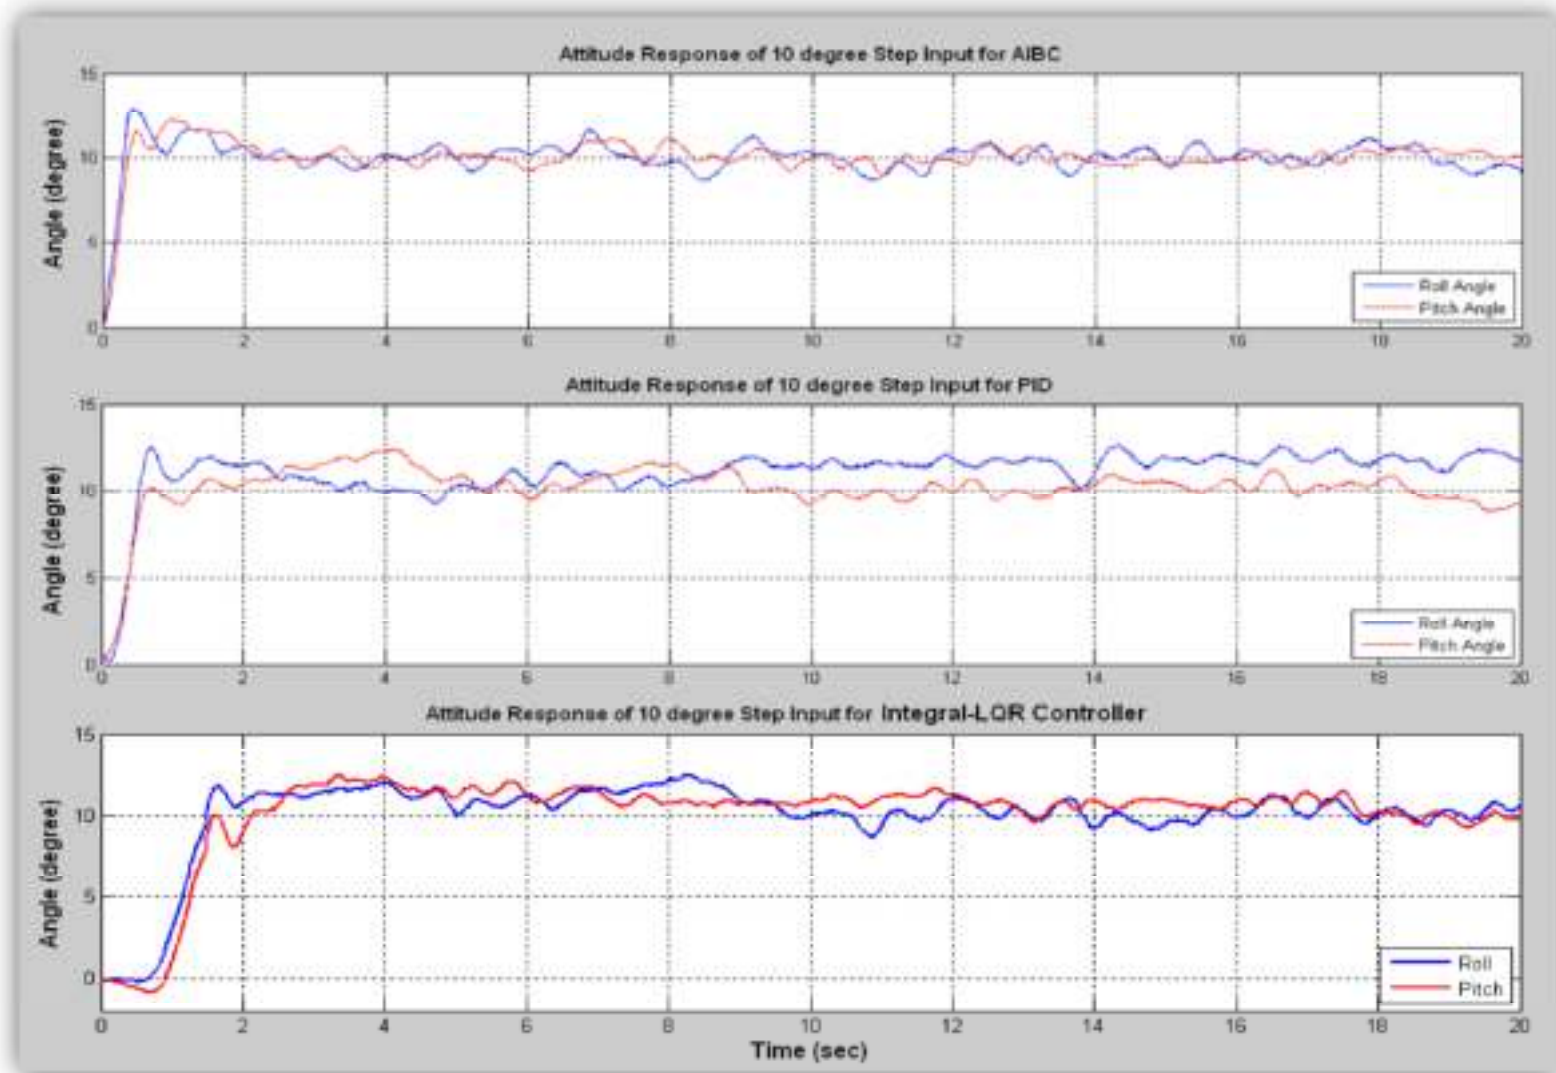 Attitude Response of 10 degree Step Input for AIBC
15
10
5
0
Angle (degree)
0 2 4 6 8 10 12 14 16 18 20
Roll Angle
Pitch Angle
Attitude Response of 10 degree Step Input for PID
15
10
5
0
Angle (degree)
0 2 4 6 8 10 12 14 16 18 20
Roll Angle
Pitch Angle
Attitude Response of 10 degree Step Input for Integral-LQR Controller
15
10
5
0
Angle (degree)
0 2 4 6 8 10 12 14 16 18 20
Roll
Pitch
Time (sec)